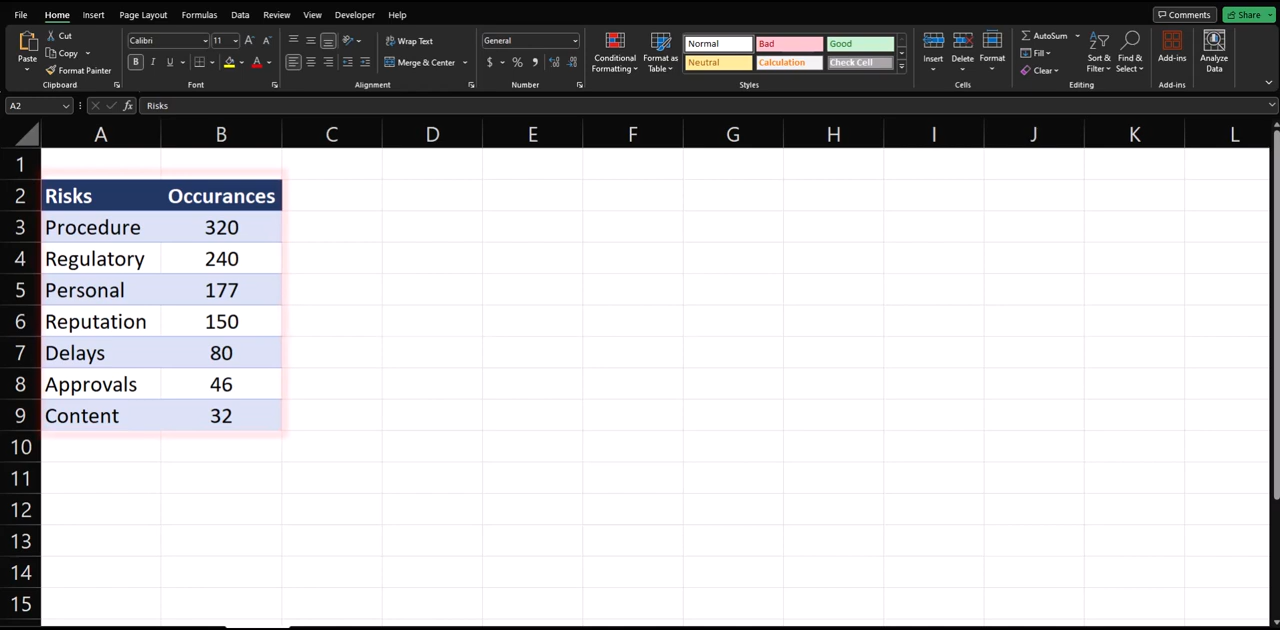 File Home Insert Page Layout Formulas Data Review View Developer Help Comments Share
Paste Cut Copy Format Painter Clipboard
Calibri 11 A A B I U A Font
Wrap Text Merge & Center Alignment
General $ % , Number
Conditional Formatting Format as Table
Normal Bad Good
Neutral Calculation Check Cell
Styles
Insert Delete Format Cells
AutoSum Fill Clear Sort & Filter Find & Select Editing
Add-ins Add-ins
Analyze Data
A2 fx Risks
A B C D E F G H I J K L
1
2 Risks Occurances
3 Procedure 320
4 Regulatory 240
5 Personal 177
6 Reputation 150
7 Delays 80
8 Approvals 46
9 Content 32
10
11
12
13
14
15